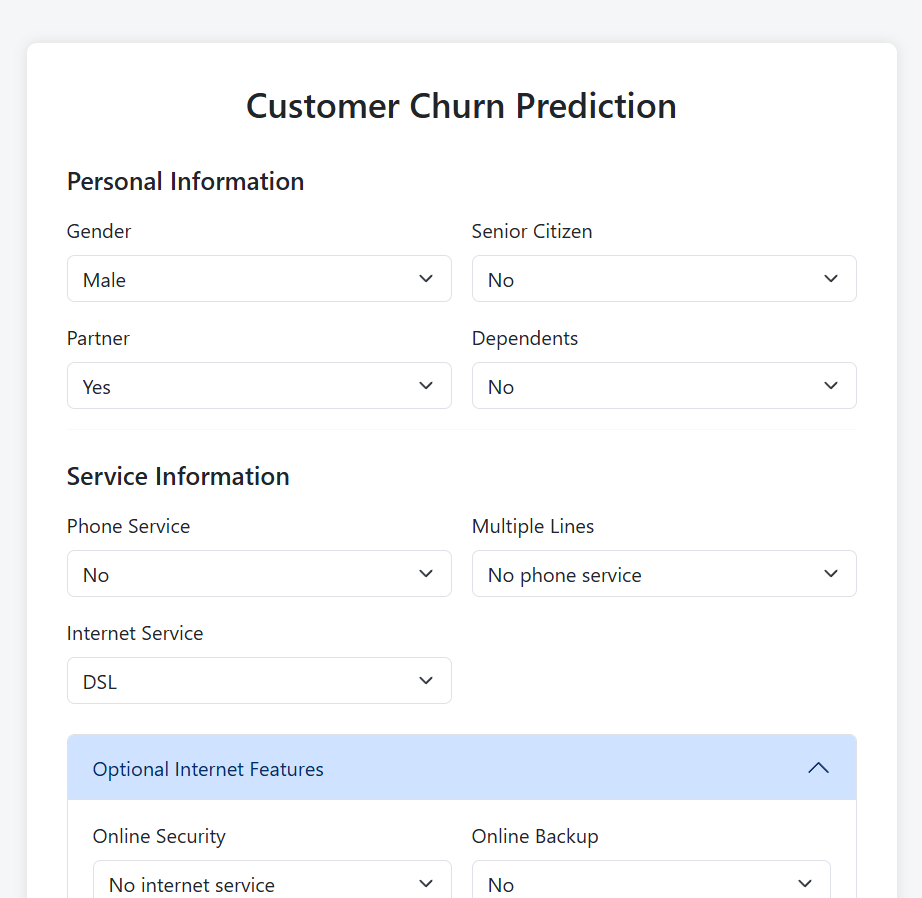 Customer Churn Prediction
Personal Information
Gender Senior Citizen
Male No
Partner Dependents
Yes No
Service Information
Phone Service Multiple Lines
No No phone service
Internet Service
DSL
Optional Internet Features
Online Security Online Backup
No internet service No